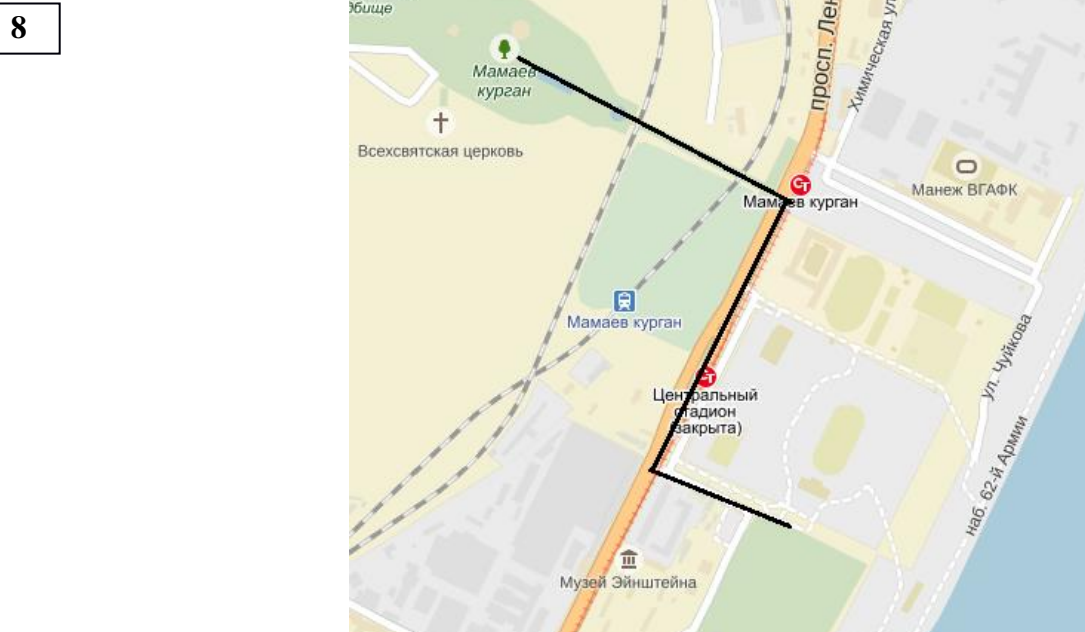 8
просп. Лен
Химическая ул
Мамаев
курган
Всехсвятская церковь
Манеж ВГАФК
Мамаев курган
Мамаев курган
ул. Чуйкова
Центральный
стадион
(закрыта)
наб. 62-й Армии
Музей Эйнштейна